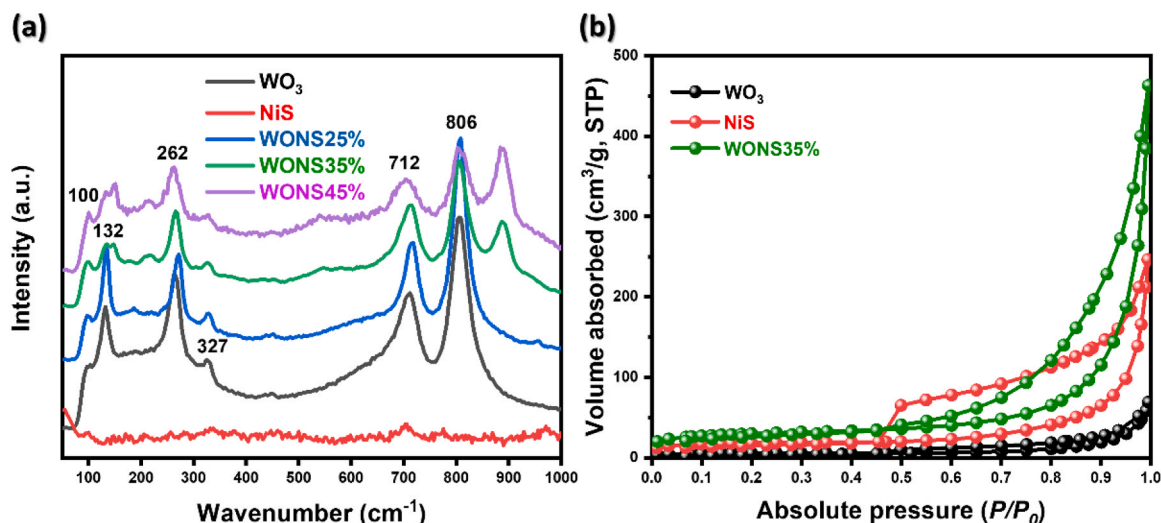 (a)
Intensity (a.u.)
WO3
NiS
WONS25%
WONS35%
WONS45%
100
132
262
327
712
806
100 200 300 400 500 600 700 800 900 1000
Wavenumber (cm-1)
(b)
Volume absorbed (cm3/g, STP)
500
400
300
200
100
0
WO3
NiS
WONS35%
0.0 0.1 0.2 0.3 0.4 0.5 0.6 0.7 0.8 0.9 1.0
Absolute pressure (P/P0)